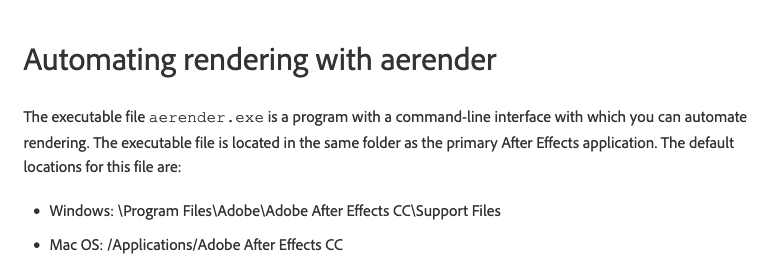 Automating rendering with aerender
The executable file aerender.exe is a program with a command-line interface with which you can automate
rendering. The executable file is located in the same folder as the primary After Effects application. The default
locations for this file are:
• Windows: \Program Files\Adobe\Adobe After Effects CC\Support Files
• Mac OS: /Applications/Adobe After Effects CC